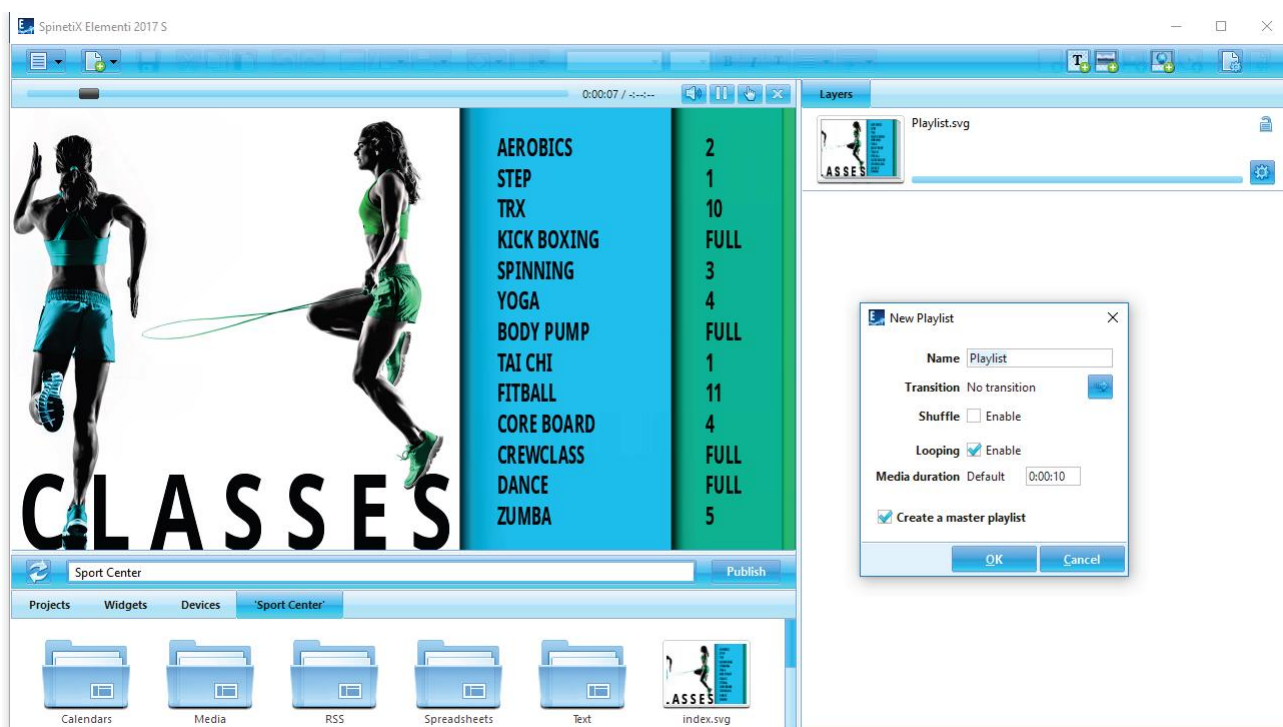 SpinetiX Elementi 2017 S
0:00:07 / -:--:--
Layers
Playlist.svg
AEROBICS 2
STEP 1
TRX 10
KICK BOXING FULL
SPINNING 3
YOGA 4
BODY PUMP FULL
TAI CHI 1
FITBALL 11
CORE BOARD 4
CREWCLASS FULL
DANCE FULL
ZUMBA 5
CLASSES
ASSES
New Playlist
Name Playlist
Transition No transition
Shuffle Enable
Looping Enable
Media duration Default 0:00:10
Create a master playlist
OK Cancel
Sport Center Publish
Projects Widgets Devices 'Sport Center'
ASSES
Calendars Media RSS Spreadsheets Text index.svg